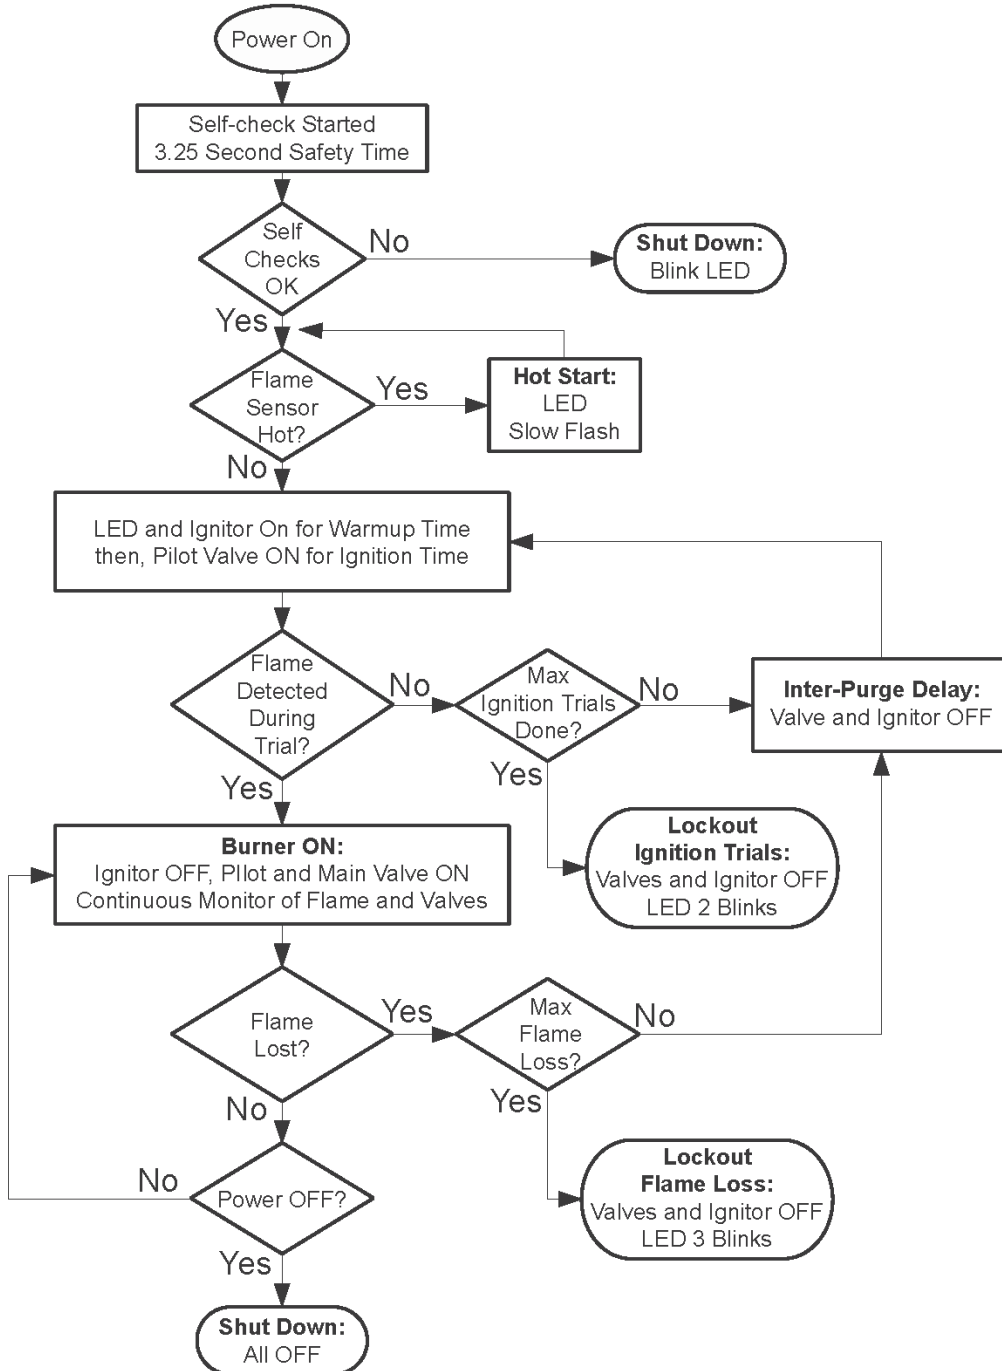 Power On
Self-check Started
3.25 Second Safety Time
Self
Checks
OK
No
Shut Down:
Blink LED
Yes
Flame
Sensor
Hot?
Yes
Hot Start:
LED
Slow Flash
No
LED and Ignitor On for Warmup Time
then, Pilot Valve ON for Ignition Time
Flame
Detected
During
Trial?
No
Max
Ignition Trials
Done?
No
Inter-Purge Delay:
Valve and Ignitor OFF
Yes
Yes
Lockout
Ignition Trials:
Valves and Ignitor OFF
LED 2 Blinks
Burner ON:
Ignitor OFF, PIlot and Main Valve ON
Continuous Monitor of Flame and Valves
Flame
Lost?
Yes
Max
Flame
Loss?
No
Yes
No
Lockout
Flame Loss:
Valves and Ignitor OFF
LED 3 Blinks
Power OFF?
No
Yes
Shut Down:
All OFF